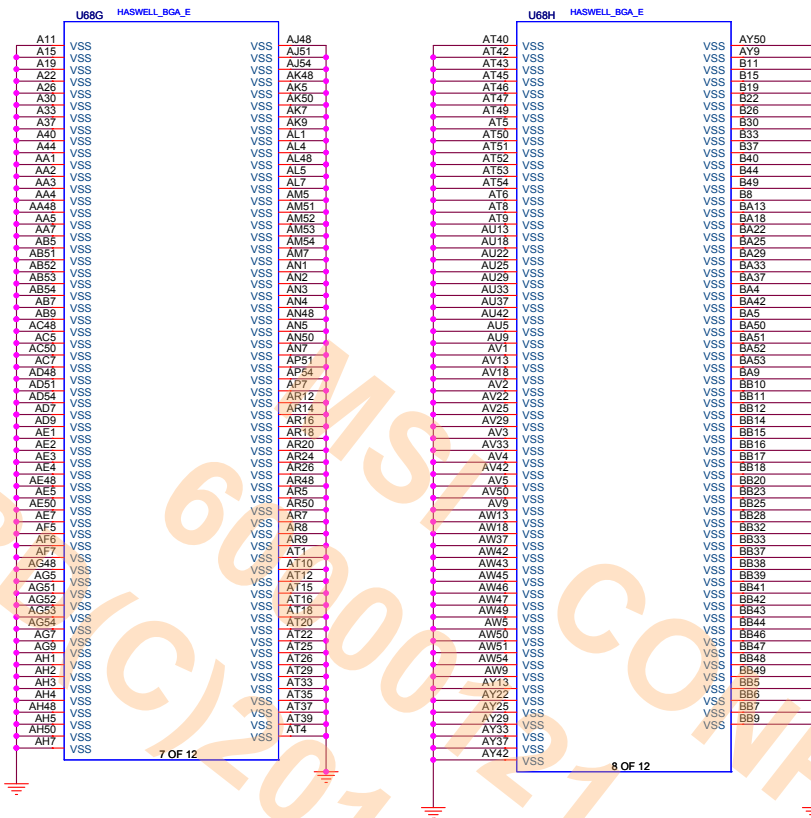 U68G HASWELL_BGA_E
A11 VSS VSS AJ48
A15 VSS VSS AJ51
A19 VSS VSS AJ54
A22 VSS VSS AK48
A26 VSS VSS AK5
A30 VSS VSS AK50
A33 VSS VSS AK7
A37 VSS VSS AK9
A40 VSS VSS AL1
A44 VSS VSS AL4
AA1 VSS VSS AL48
AA2 VSS VSS AL5
AA3 VSS VSS AL7
AA4 VSS VSS AM5
AA48 VSS VSS AM51
AA5 VSS VSS AM52
AA7 VSS VSS AM53
AB5 VSS VSS AM54
AB51 VSS VSS AM7
AB52 VSS VSS AN1
AB53 VSS VSS AN2
AB54 VSS VSS AN3
AB7 VSS VSS AN4
AB9 VSS VSS AN48
AC48 VSS VSS AN5
AC5 VSS VSS AN50
AC50 VSS VSS AN7
AC7 VSS VSS AP51
AD48 VSS VSS AP54
AD51 VSS VSS AP7
AD54 VSS VSS AR12
AD7 VSS VSS AR14
AD9 VSS VSS AR16
AE1 VSS VSS AR18
AE2 VSS VSS AR20
AE3 VSS VSS AR24
AE4 VSS VSS AR26
AE48 VSS VSS AR48
AE5 VSS VSS AR5
AE50 VSS VSS AR50
AE7 VSS VSS AR7
AF5 VSS VSS AR8
AF6 VSS VSS AR9
AF7 VSS VSS AT1
AG48 VSS VSS AT10
AG5 VSS VSS AT12
AG51 VSS VSS AT15
AG52 VSS VSS AT16
AG53 VSS VSS AT18
AG54 VSS VSS AT20
AG7 VSS VSS AT22
AG9 VSS VSS AT25
AH1 VSS VSS AT26
AH2 VSS VSS AT29
AH3 VSS VSS AT33
AH4 VSS VSS AT35
AH48 VSS VSS AT37
AH5 VSS VSS AT39
AH50 VSS VSS AT4
AH7 VSS
7 OF 12
U68H HASWELL_BGA_E
AT40 VSS VSS AY50
AT42 VSS VSS AY9
AT43 VSS VSS B11
AT45 VSS VSS B15
AT46 VSS VSS B19
AT47 VSS VSS B22
AT49 VSS VSS B26
AT5 VSS VSS B30
AT50 VSS VSS B33
AT51 VSS VSS B37
AT52 VSS VSS B40
AT53 VSS VSS B44
AT54 VSS VSS B49
AT6 VSS VSS B8
AT8 VSS VSS BA13
AT9 VSS VSS BA18
AU13 VSS VSS BA22
AU18 VSS VSS BA25
AU22 VSS VSS BA29
AU25 VSS VSS BA33
AU29 VSS VSS BA37
AU33 VSS VSS BA4
AU37 VSS VSS BA42
AU42 VSS VSS BA5
AU5 VSS VSS BA50
AU9 VSS VSS BA51
AV1 VSS VSS BA52
AV13 VSS VSS BA53
AV18 VSS VSS BA9
AV2 VSS VSS BB10
AV22 VSS VSS BB11
AV25 VSS VSS BB12
AV29 VSS VSS BB14
AV3 VSS VSS BB15
AV33 VSS VSS BB16
AV4 VSS VSS BB17
AV42 VSS VSS BB18
AV5 VSS VSS BB20
AV50 VSS VSS BB23
AV9 VSS VSS BB25
AW13 VSS VSS BB28
AW18 VSS VSS BB32
AW37 VSS VSS BB33
AW42 VSS VSS BB37
AW43 VSS VSS BB38
AW45 VSS VSS BB39
AW46 VSS VSS BB41
AW47 VSS VSS BB42
AW49 VSS VSS BB43
AW5 VSS VSS BB44
AW50 VSS VSS BB46
AW51 VSS VSS BB47
AW54 VSS VSS BB48
AW9 VSS VSS BB49
AY13 VSS VSS BB5
AY22 VSS VSS BB6
AY25 VSS VSS BB7
AY29 VSS VSS BB9
AY33 VSS
AY37 VSS
AY42 VSS
8 OF 12
MSI
600007